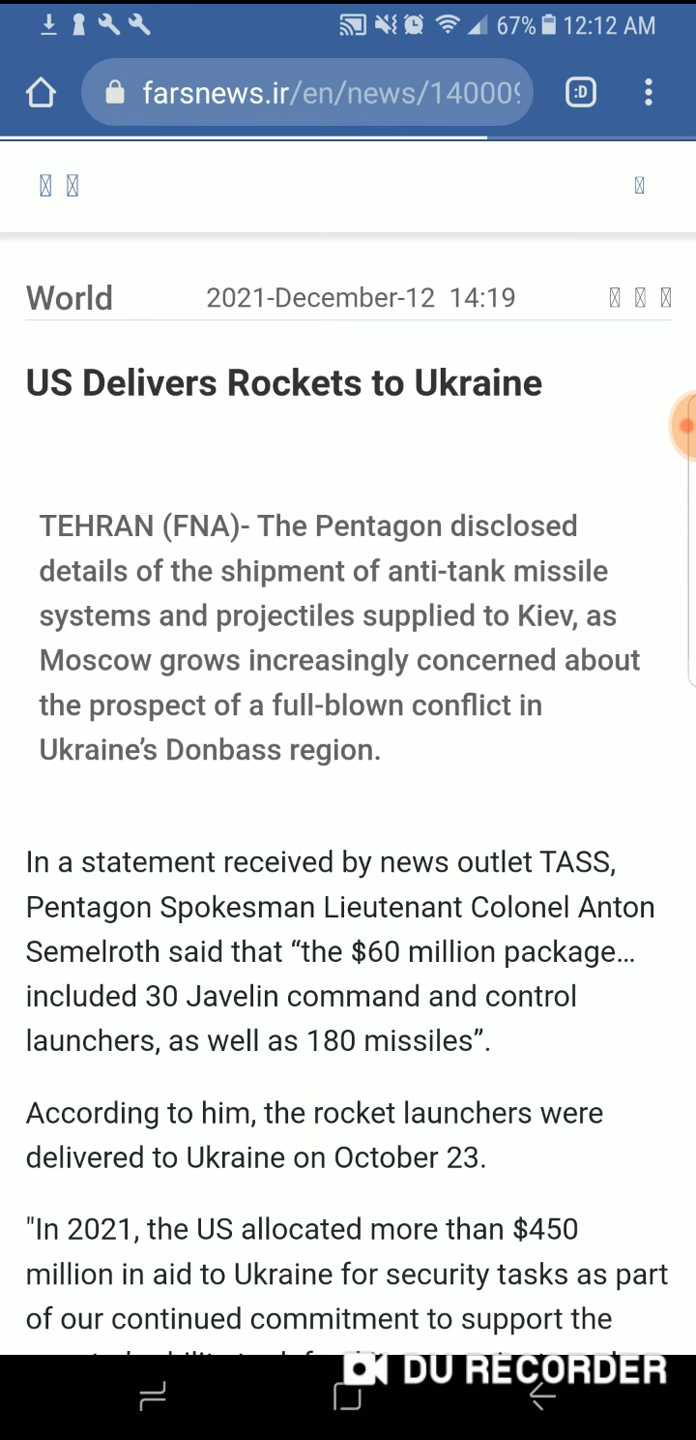 67% 12:12 AM
farsnews.ir/en/news/14000
:D
World 2021-December-12 14:19
US Delivers Rockets to Ukraine
TEHRAN (FNA)- The Pentagon disclosed
details of the shipment of anti-tank missile
systems and projectiles supplied to Kiev, as
Moscow grows increasingly concerned about
the prospect of a full-blown conflict in
Ukraine’s Donbass region.
In a statement received by news outlet TASS,
Pentagon Spokesman Lieutenant Colonel Anton
Semelroth said that “the $60 million package…
included 30 Javelin command and control
launchers, as well as 180 missiles”.
According to him, the rocket launchers were
delivered to Ukraine on October 23.
"In 2021, the US allocated more than $450
million in aid to Ukraine for security tasks as part
of our continued commitment to support the
DU RECORDER